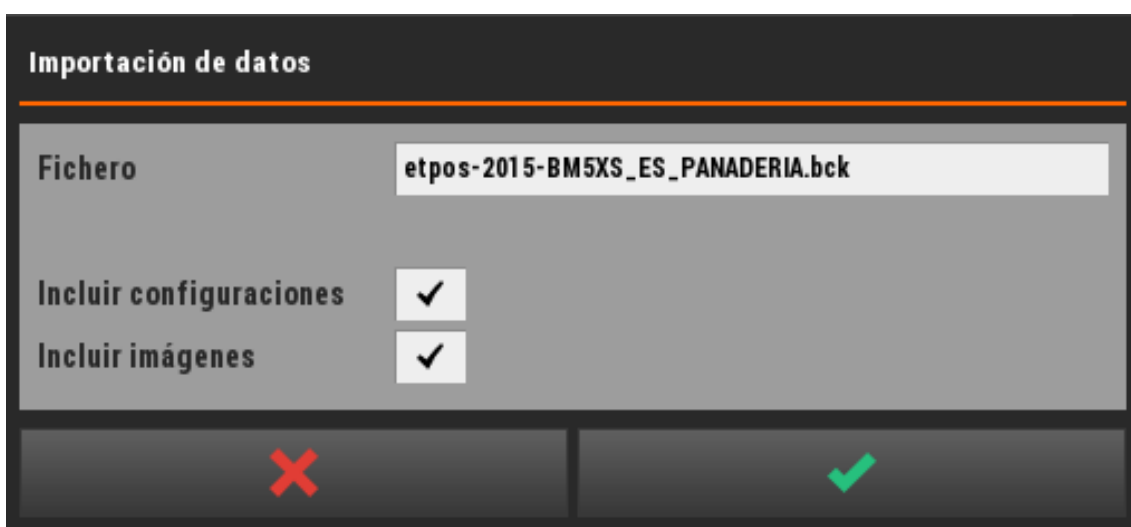 Importación de datos
Fichero etpos-2015-BM5XS_ES_PANADERIA.bck
Incluir configuraciones
Incluir imágenes